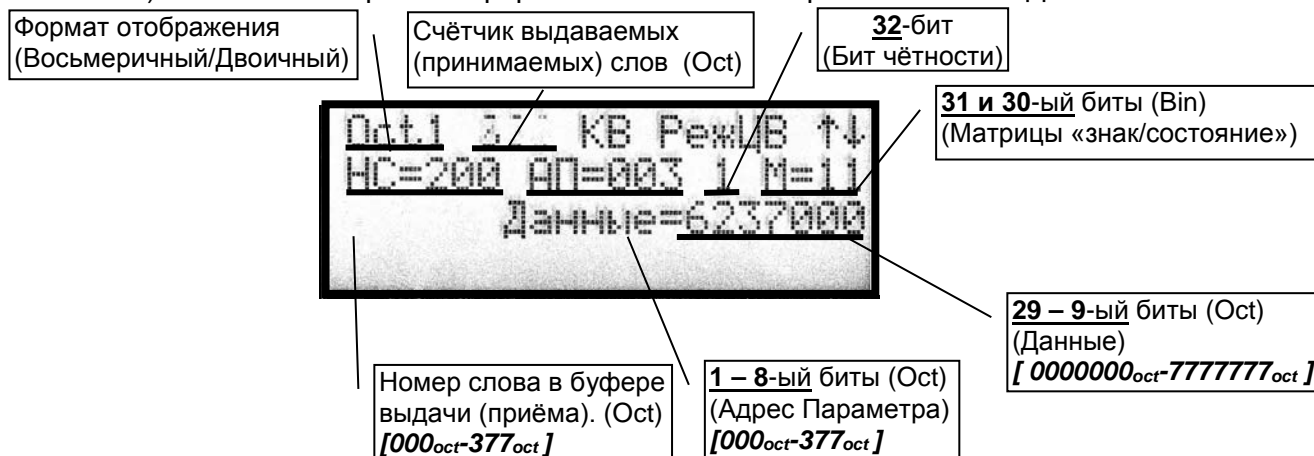 Формат отображения
(Восьмеричный/Двоичный)
Счётчик выдаваемых
(принимаемых) слов (Oct)
32-бит
(Бит чётности)
31 и 30-ый биты (Bin)
(Матрицы «знак/состояние»)
Oct1 КВ РежЦВ ↑↓
НС=200 АП=003 1 М=11
Данные=6237000
29 – 9-ый биты (Oct)
(Данные)
[ 0000000oct-7777777oct ]
Номер слова в буфере
выдачи (приёма). (Oct)
[000oct-377oct ]
1 – 8-ый биты (Oct)
(Адрес Параметра)
[000oct-377oct ]